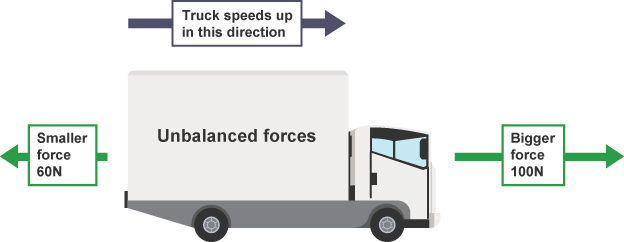 Truck speeds up
in this direction
Smaller
force
60N
Unbalanced forces
Bigger
force
100N